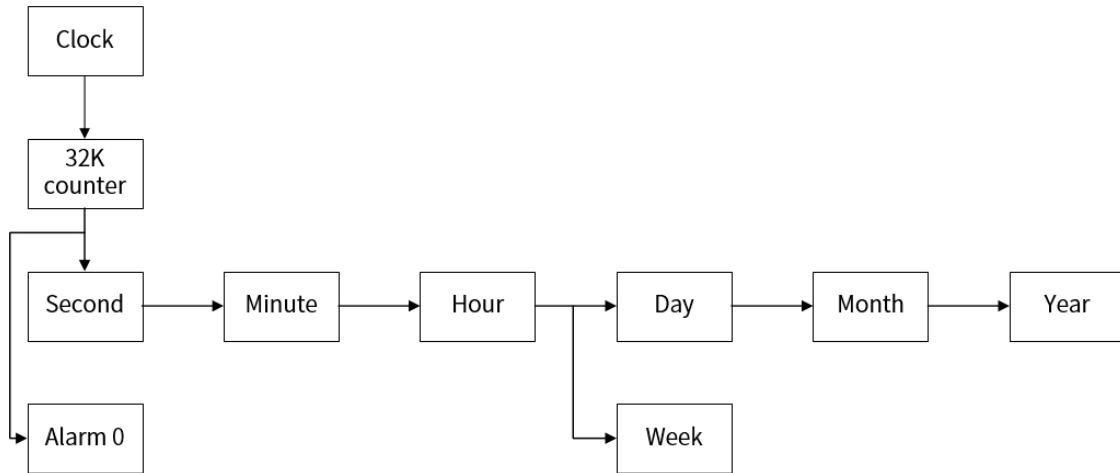 Clock
32K
counter
Second
Minute
Hour
Day
Month
Year
Alarm 0
Week